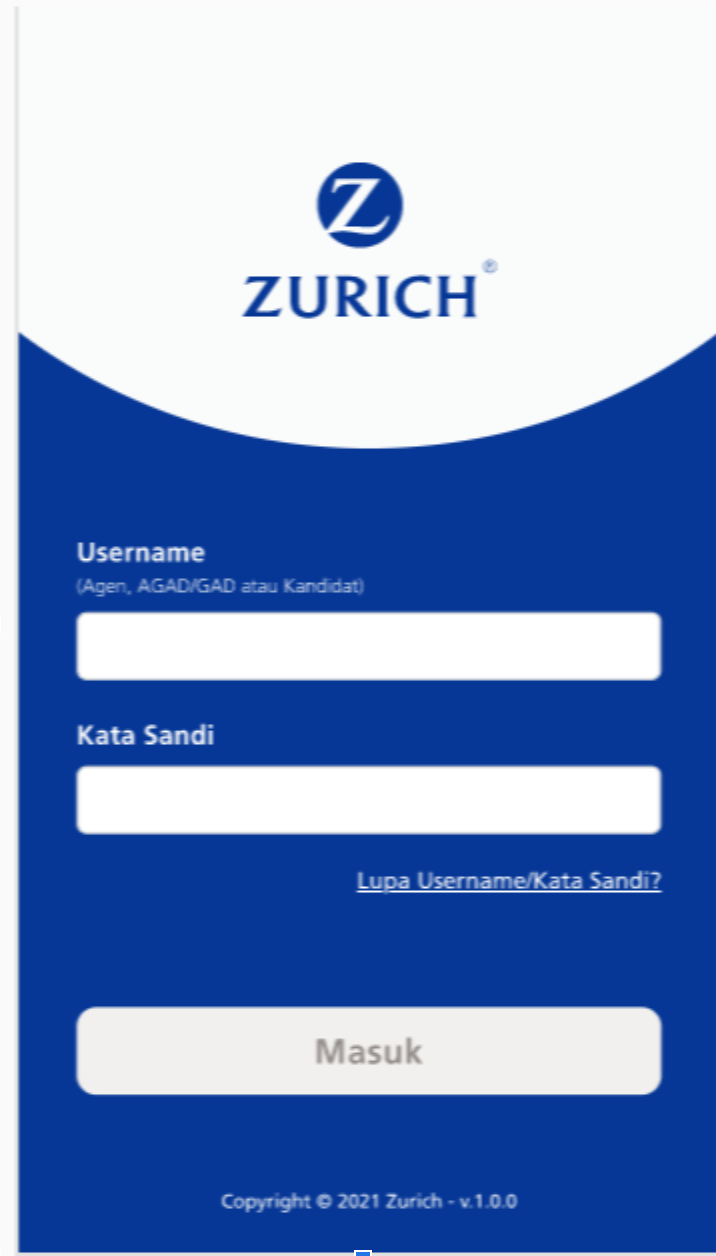 Z
ZURICH®
Username
(Agen, AGAD/GAD atau Kandidat)
Kata Sandi
Lupa Username/Kata Sandi?
Masuk
Copyright © 2021 Zurich - v.1.0.0